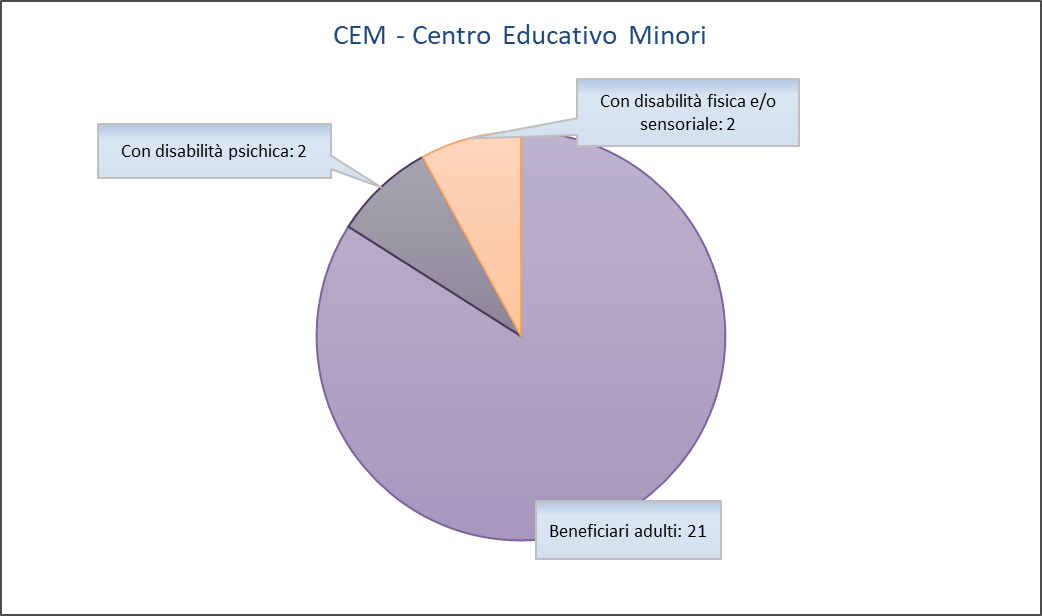 CEM - Centro Educativo Minori
Con disabilità fisica e/o
sensoriale: 2
Con disabilità psichica: 2
Beneficiari adulti: 21